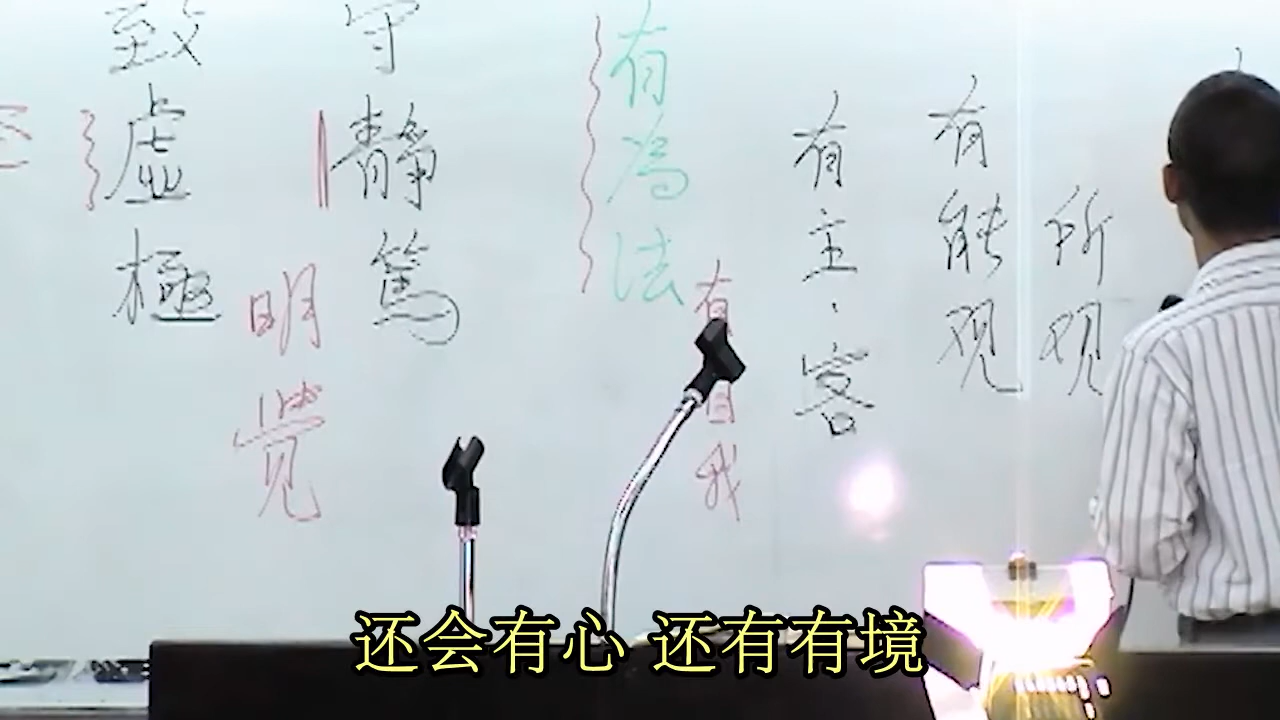 致虛極
守靜篤
明覺
有為法
有自我
有主.客
有能观
所观
还会有心 还有有境